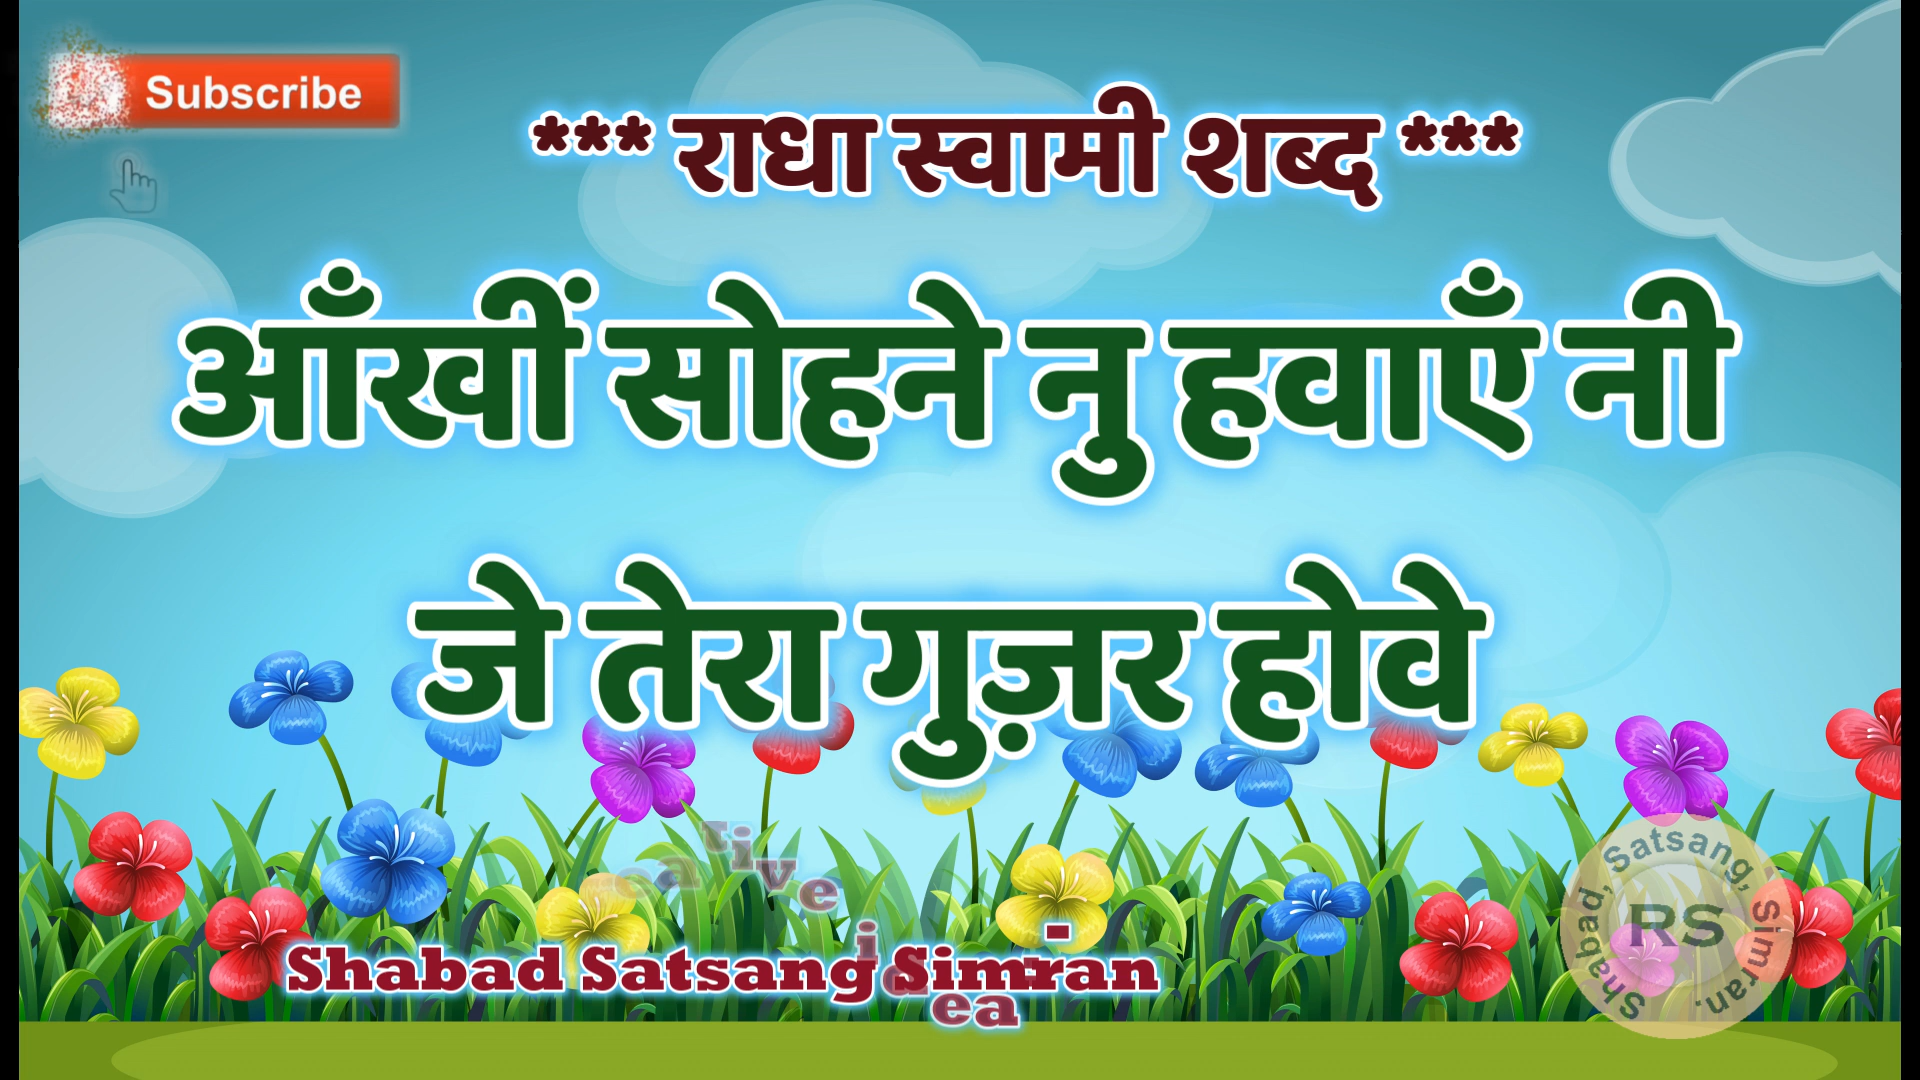 Subscribe
*** राधा स्वामी शब्द ***
आँखीं सोहने नु हवाएँ नी
जे तेरा गुज़र होवे
Shabad Satsang Simran
Shabad, Satsang, Simran.
RS